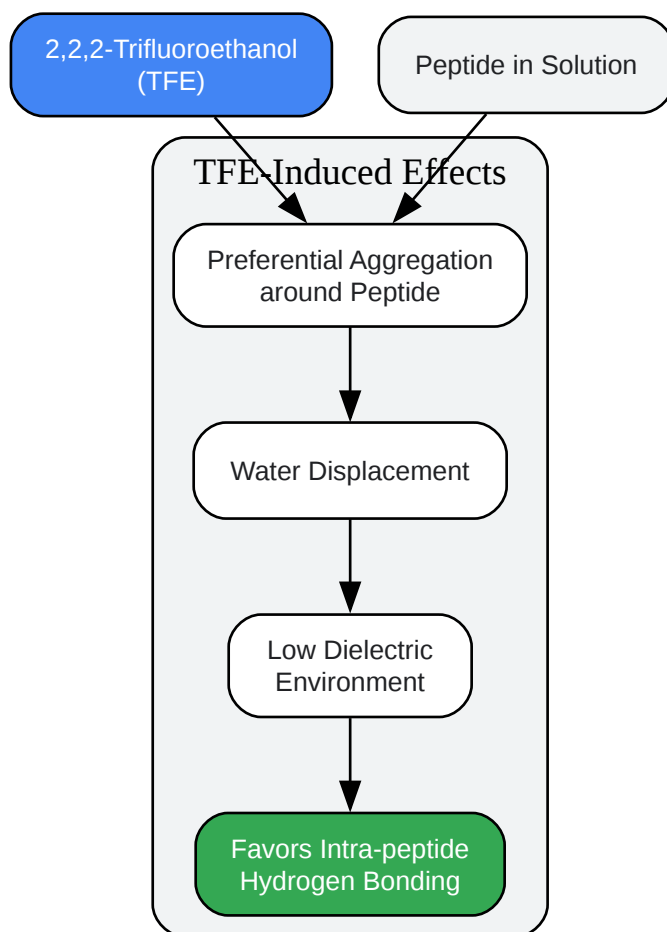 2,2,2-Trifluoroethanol
(TFE)
Peptide in Solution
TFE-Induced Effects
Preferential Aggregation
around Peptide
Water Displacement
Low Dielectric
Environment
Favors Intra-peptide
Hydrogen Bonding